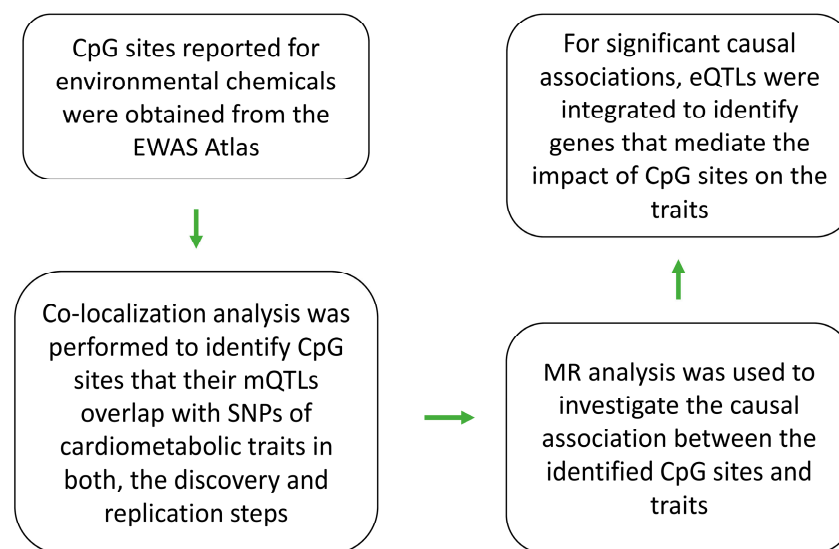 CpG sites reported for
environmental chemicals
were obtained from the
EWAS Atlas
Co-localization analysis was
performed to identify CpG
sites that their mQTLs
overlap with SNPs of
cardiometabolic traits in
both, the discovery and
replication steps
MR analysis was used to
investigate the causal
association between the
identified CpG sites and
traits
For significant causal
associations, eQTLs were
integrated to identify
genes that mediate the
impact of CpG sites on the
traits